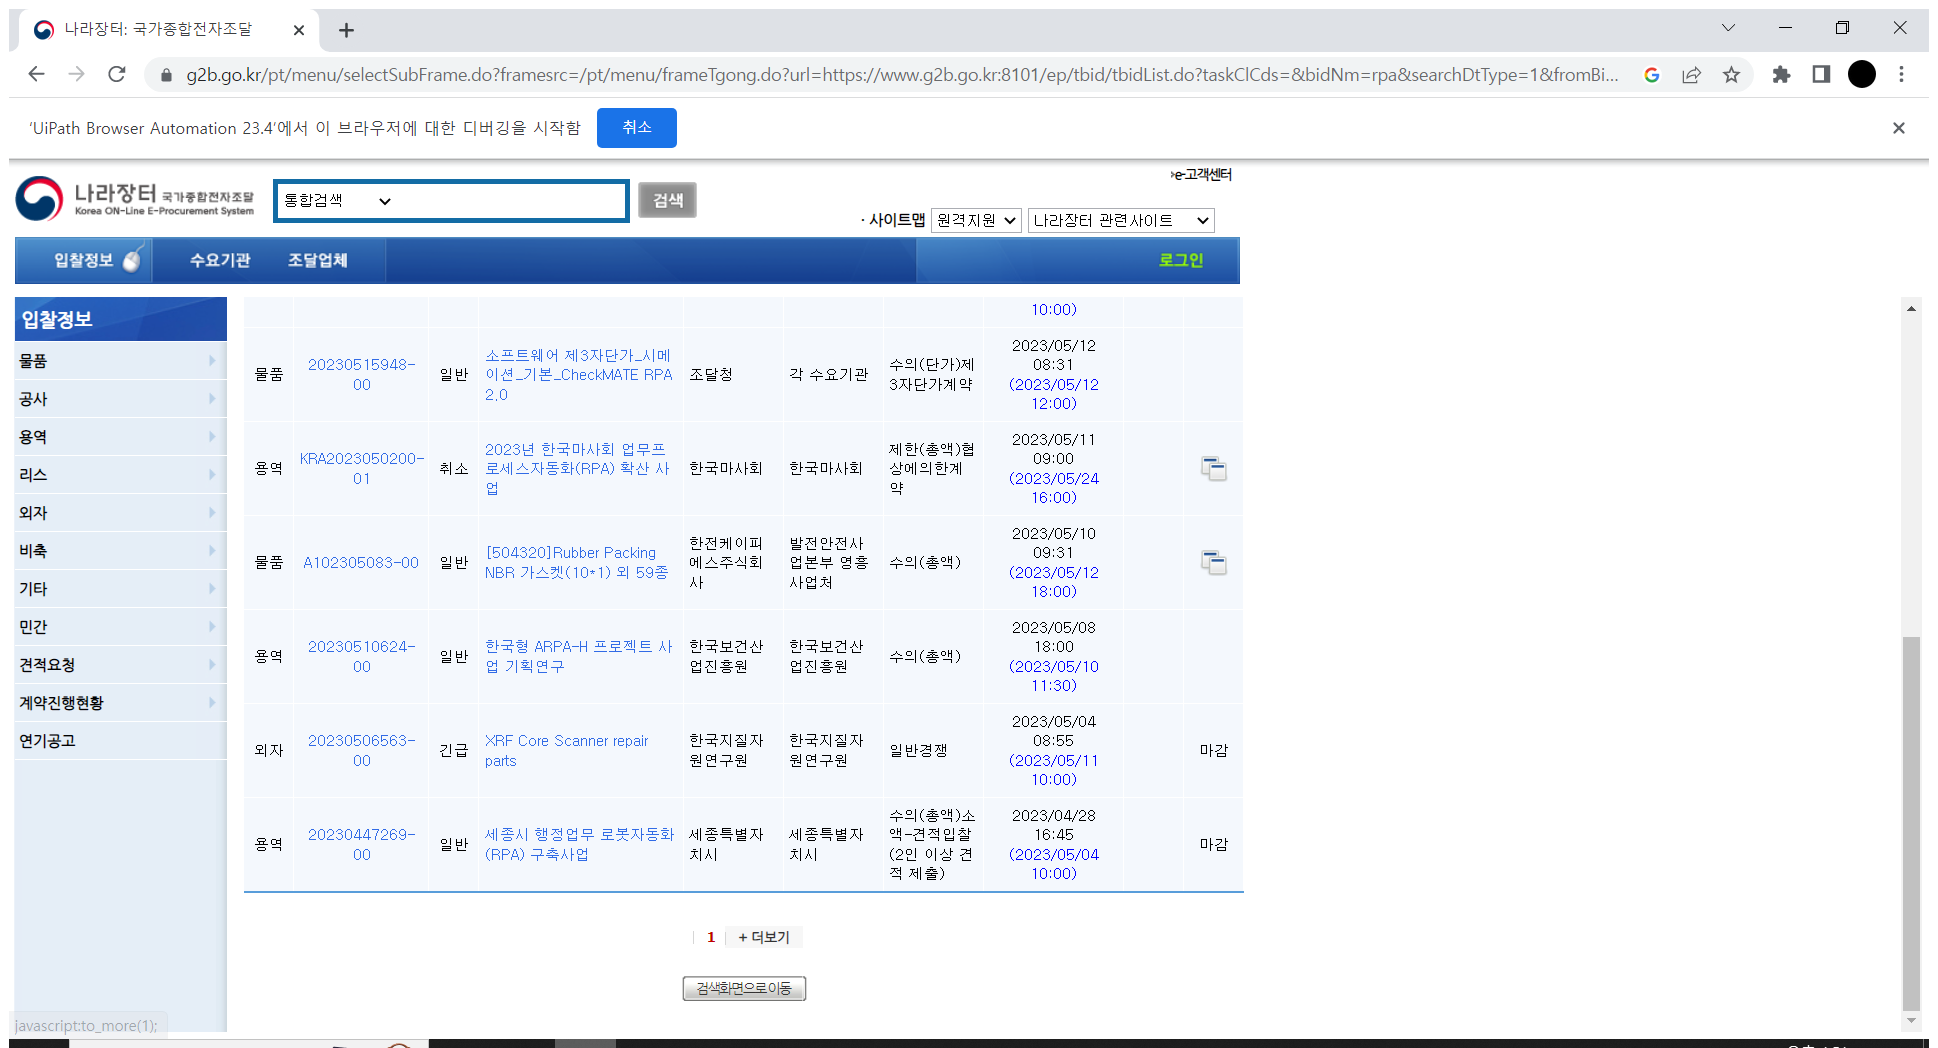 나라장터: 국가종합전자조달
g2b.go.kr/pt/menu/selectSubFrame.do?framesrc=/pt/menu/frameTgong.do?url=https://www.g2b.go.kr:8101/ep/tbid/tbidList.do?taskClCds=&bidNm=rpa&searchDtType=1&fromBi...
'UiPath Browser Automation 23.4'에서 이 브라우저에 대한 디버깅을 시작함
취소
e-고객센터
나라장터 국가종합전자조달
Korea ON-Line E-Procurement System
통합검색
검색
· 사이트맵
원격지원
나라장터 관련사이트
입찰정보
수요기관
조달업체
로그인
입찰정보
물품
공사
용역
리스
외자
비축
기타
민간
견적요청
계약진행현황
연기공고
10:00)
물품
20230515948-
00
일반
소프트웨어 제3자단가_시메
이션_기본_CheckMATE RPA
2.0
조달청
각 수요기관
수의(단가)제
3자단가계약
2023/05/12
08:31
(2023/05/12
12:00)
용역
KRA2023050200-
01
취소
2023년 한국마사회 업무프
로세스자동화(RPA) 확산 사
업
한국마사회
한국마사회
제한(총액)협
상에의한계
약
2023/05/11
09:00
(2023/05/24
16:00)
물품
A102305083-00
일반
[504320]Rubber Packing
NBR 가스켓(10*1) 외 59종
한전케이피
에스주식회
사
발전안전사
업본부 영흥
사업처
수의(총액)
2023/05/10
09:31
(2023/05/12
18:00)
용역
20230510624-
00
일반
한국형 ARPA-H 프로젝트 사
업 기획연구
한국보건산
업진흥원
한국보건산
업진흥원
수의(총액)
2023/05/08
18:00
(2023/05/10
11:30)
외자
20230506563-
00
긴급
XRF Core Scanner repair
parts
한국지질자
원연구원
한국지질자
원연구원
일반경쟁
2023/05/04
08:55
(2023/05/11
10:00)
마감
용역
20230447269-
00
일반
세종시 행정업무 로봇자동화
(RPA) 구축사업
세종특별자
치시
세종특별자
치시
수의(총액)소
액-견적입찰
(2인 이상 견
적 제출)
2023/04/28
16:45
(2023/05/04
10:00)
마감
1
+ 더보기
검색화면으로이동
javascript:to_more(1);